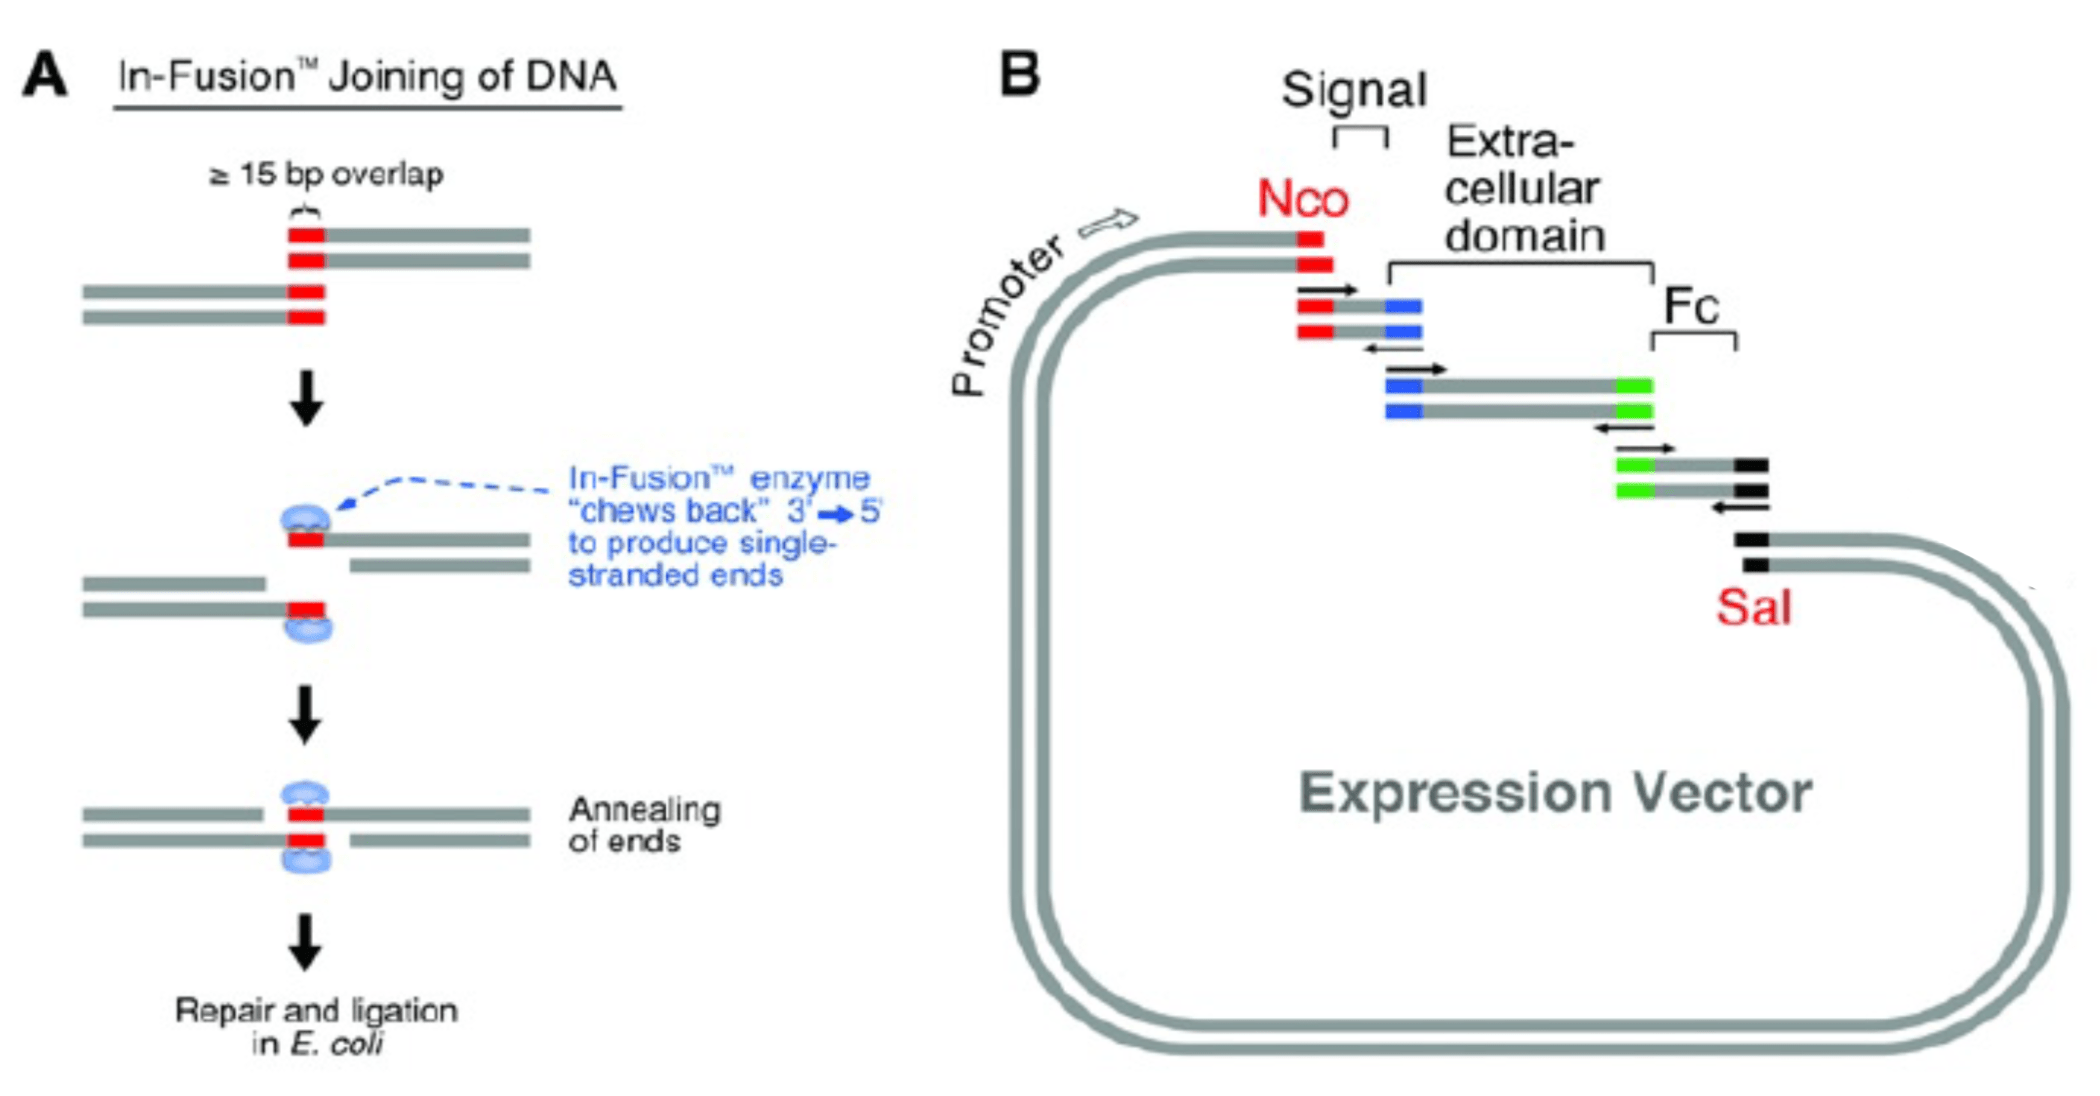 A
In-Fusion™ Joining of DNA
≥ 15 bp overlap
In-Fusion™ enzyme
“chews back” 3' → 5'
to produce single-
stranded ends
Annealing
of ends
Repair and ligation
in E. coli
B
Signal
Extra-
cellular
domain
Nco
Promoter
Fc
Sal
Expression Vector